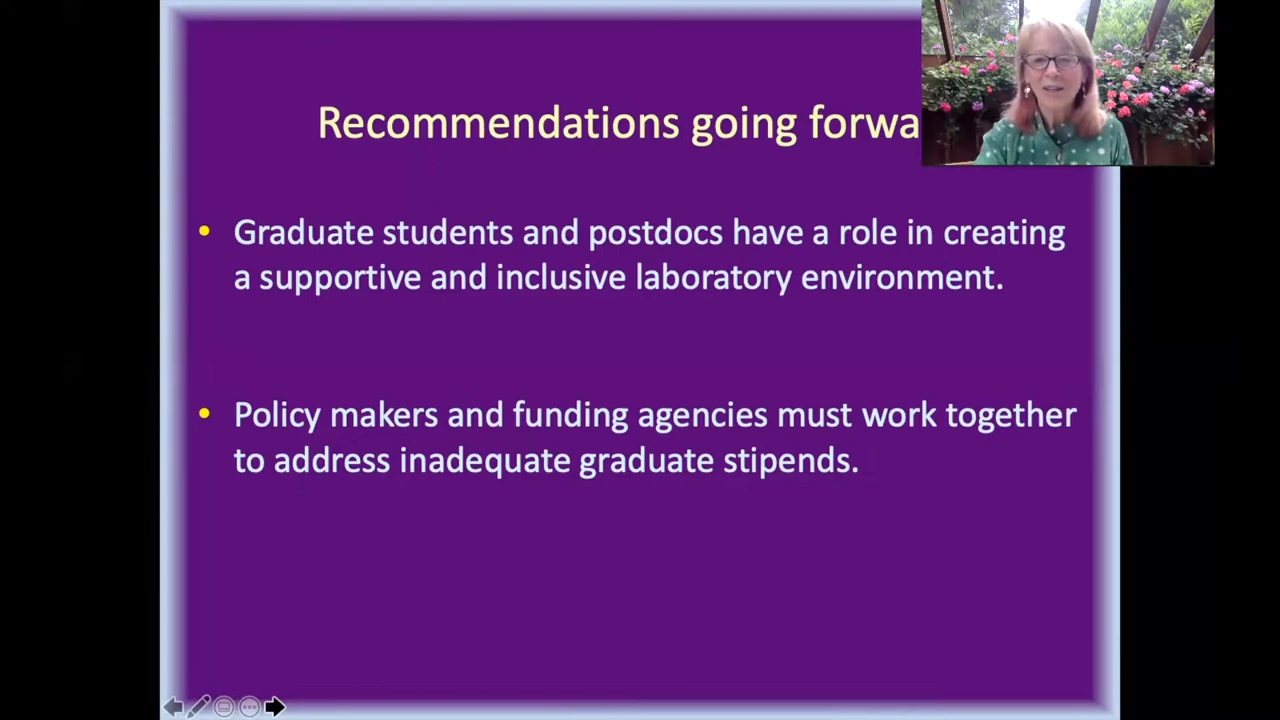 Recommendations going forwa
• Graduate students and postdocs have a role in creating
a supportive and inclusive laboratory environment.
• Policy makers and funding agencies must work together
to address inadequate graduate stipends.